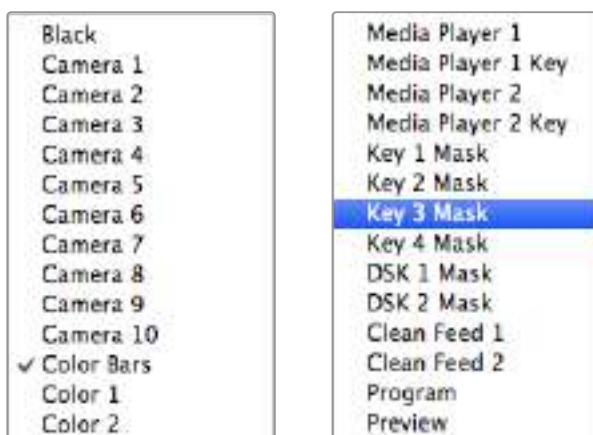 Black
Camera 1
Camera 2
Camera 3
Camera 4
Camera 5
Camera 6
Camera 7
Camera 8
Camera 9
Camera 10
✓ Color Bars
Color 1
Color 2
Media Player 1
Media Player 1 Key
Media Player 2
Media Player 2 Key
Key 1 Mask
Key 2 Mask
Key 3 Mask
Key 4 Mask
DSK 1 Mask
DSK 2 Mask
Clean Feed 1
Clean Feed 2
Program
Preview